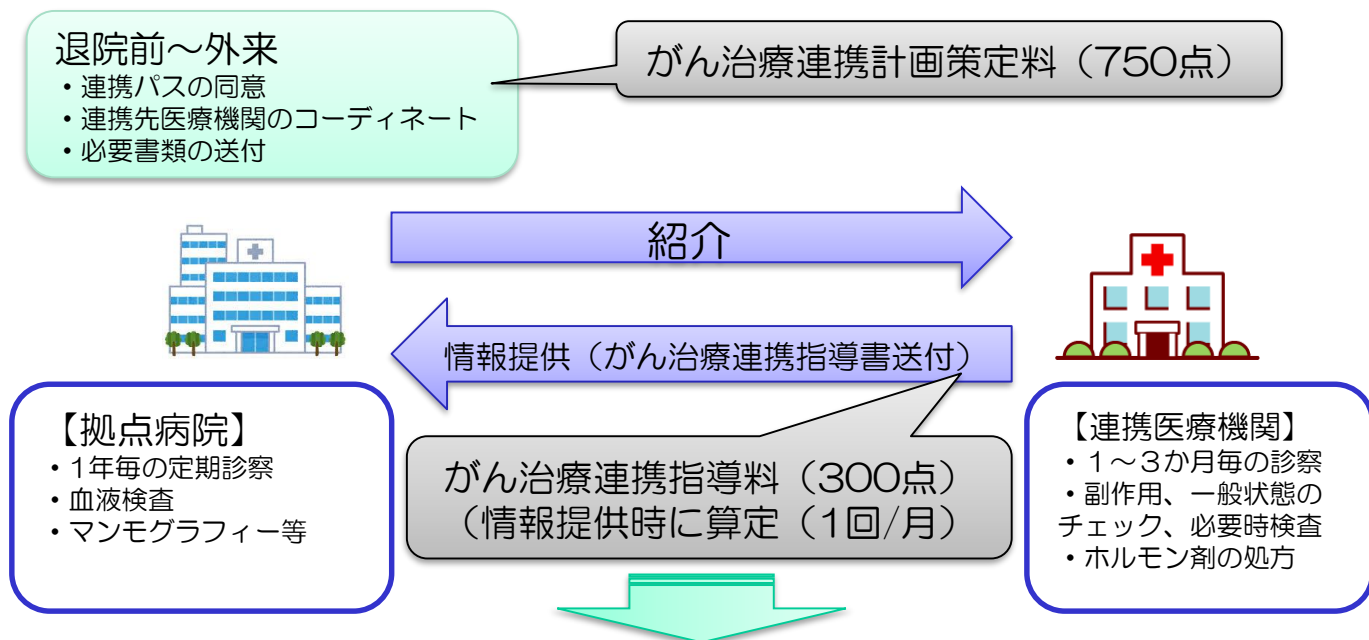 退院前～外来
・連携パスの同意
・連携先医療機関のコーディネート
・必要書類の送付
がん治療連携計画策定料（750点）
紹介
情報提供（がん治療連携指導書送付）
【拠点病院】
・1年毎の定期診察
・血液検査
・マンモグラフィー等
がん治療連携指導料（300点）
（情報提供時に算定（1回/月）
【連携医療機関】
・１～３か月毎の診察
・副作用、一般状態の
チェック、必要時検査
・ホルモン剤の処方